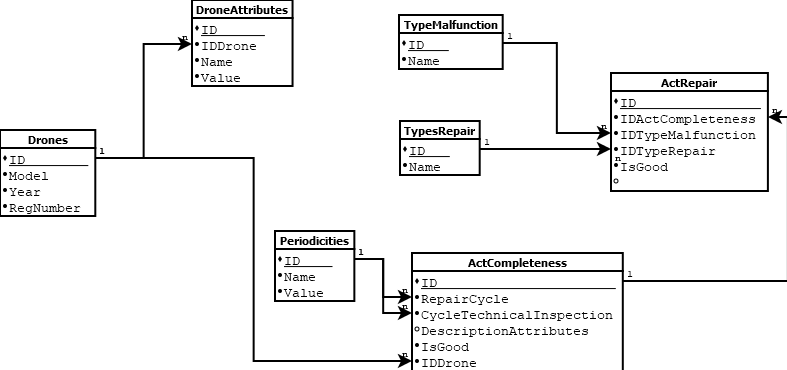 DroneAttributes
ID
IDDrone
Name
Value
n
TypeMalfunction
ID
Name
1
ActRepair
ID
IDActCompleteness
IDTypeMalfunction
IDTypeRepair
IsGood
n
n
n
TypesRepair
ID
Name
1
Drones
ID
Model
Year
RegNumber
1
Periodicities
ID
Name
Value
1
ActCompleteness
ID
RepairCycle
CycleTechnicalInspection
DescriptionAttributes
IsGood
IDDrone
n
n
n
1